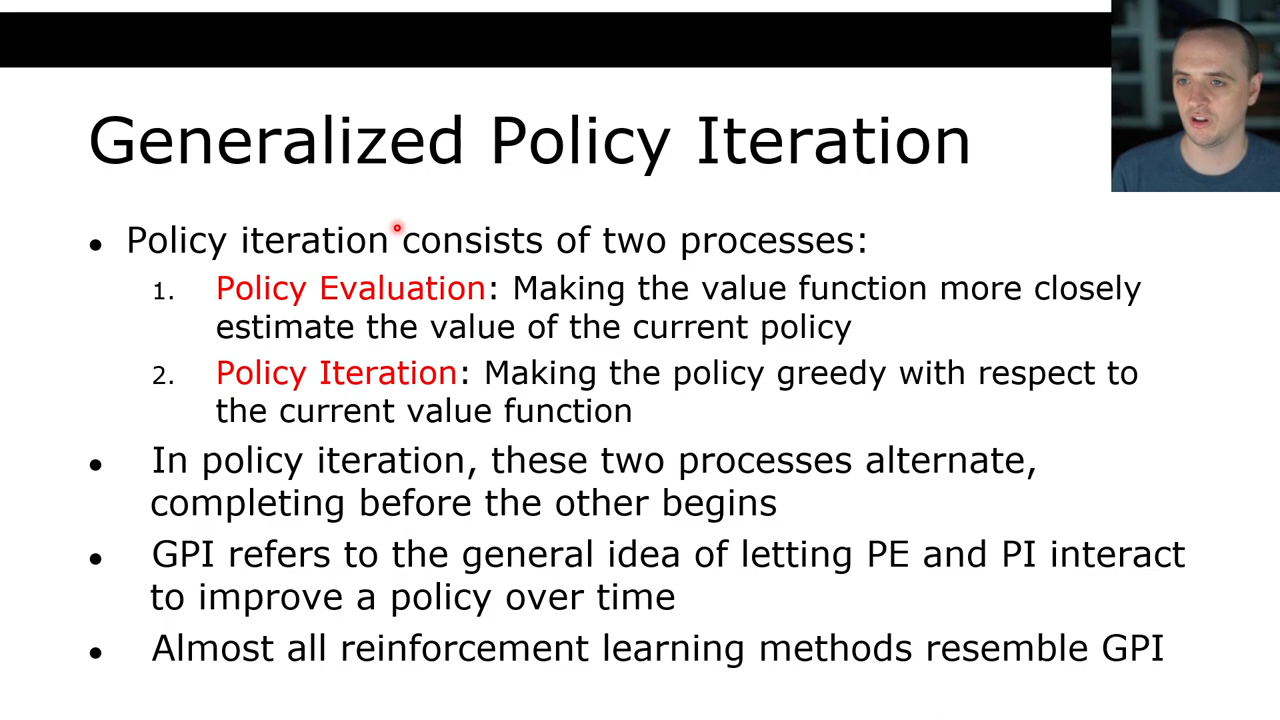 Generalized Policy Iteration
● Policy iteration consists of two processes:
1. Policy Evaluation: Making the value function more closely
estimate the value of the current policy
2. Policy Iteration: Making the policy greedy with respect to
the current value function
● In policy iteration, these two processes alternate,
completing before the other begins
● GPI refers to the general idea of letting PE and PI interact
to improve a policy over time
● Almost all reinforcement learning methods resemble GPI